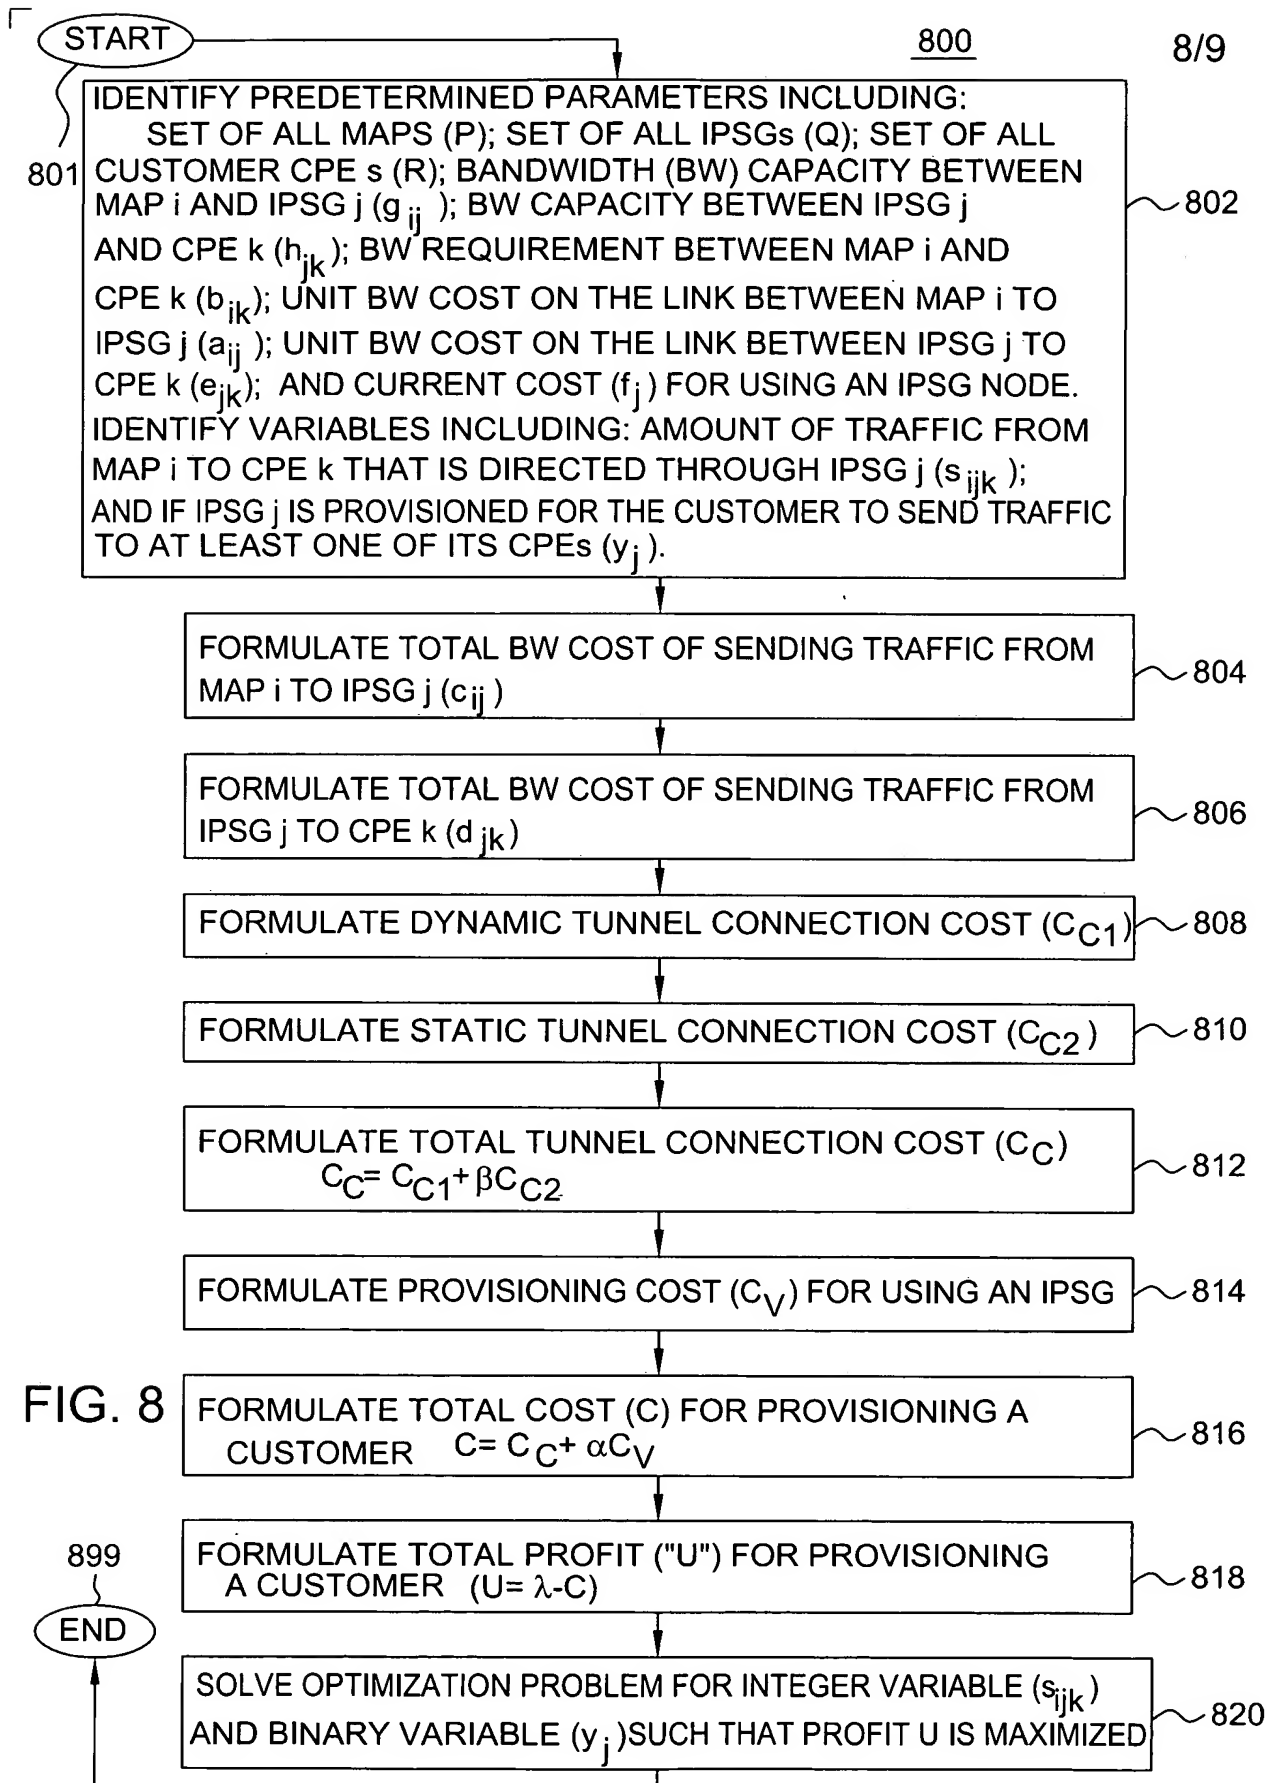 START
800
8/9
801
IDENTIFY PREDETERMINED PARAMETERS INCLUDING:
SET OF ALL MAPS (P); SET OF ALL IPSGs (Q); SET OF ALL
CUSTOMER CPE s (R); BANDWIDTH (BW) CAPACITY BETWEEN
MAP i AND IPSG j (g ij ); BW CAPACITY BETWEEN IPSG j
AND CPE k (hjk); BW REQUIREMENT BETWEEN MAP i AND
CPE k (bik); UNIT BW COST ON THE LINK BETWEEN MAP i TO
IPSG j (aij ); UNIT BW COST ON THE LINK BETWEEN IPSG j TO
CPE k (ejk); AND CURRENT COST (fj ) FOR USING AN IPSG NODE.
IDENTIFY VARIABLES INCLUDING: AMOUNT OF TRAFFIC FROM
MAP i TO CPE k THAT IS DIRECTED THROUGH IPSG j (s ijk );
AND IF IPSG j IS PROVISIONED FOR THE CUSTOMER TO SEND TRAFFIC
TO AT LEAST ONE OF ITS CPEs (y j ).
802
FORMULATE TOTAL BW COST OF SENDING TRAFFIC FROM
MAP i TO IPSG j (c ij )
804
FORMULATE TOTAL BW COST OF SENDING TRAFFIC FROM
IPSG j TO CPE k (d jk)
806
FORMULATE DYNAMIC TUNNEL CONNECTION COST (CC1)
808
FORMULATE STATIC TUNNEL CONNECTION COST (CC2)
810
FORMULATE TOTAL TUNNEL CONNECTION COST (CC)
CC= CC1+ βCC2
812
FORMULATE PROVISIONING COST (CV) FOR USING AN IPSG
814
FIG. 8
FORMULATE TOTAL COST (C) FOR PROVISIONING A
CUSTOMER C= CC+ αCV
816
FORMULATE TOTAL PROFIT ("U") FOR PROVISIONING
A CUSTOMER (U= λ-C)
818
899
END
SOLVE OPTIMIZATION PROBLEM FOR INTEGER VARIABLE (sijk)
AND BINARY VARIABLE (y j )SUCH THAT PROFIT U IS MAXIMIZED
820